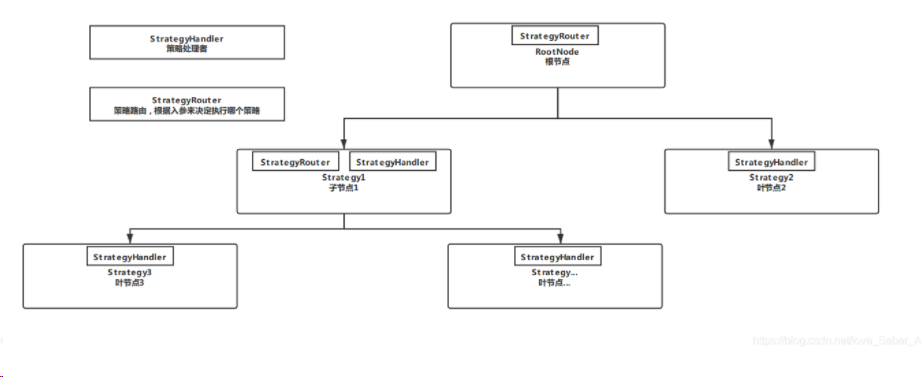 StrategyHandler
策略处理者
StrategyRouter
策略路由，根据入参来决定执行哪个策略
StrategyRouter
RootNode
根节点
StrategyRouter
StrategyHandler
Strategy1
子节点1
StrategyHandler
Strategy2
叶节点2
StrategyHandler
Strategy3
叶节点3
StrategyHandler
Strategy...
叶节点...
https://blog.csdn.net/love_Saber_A